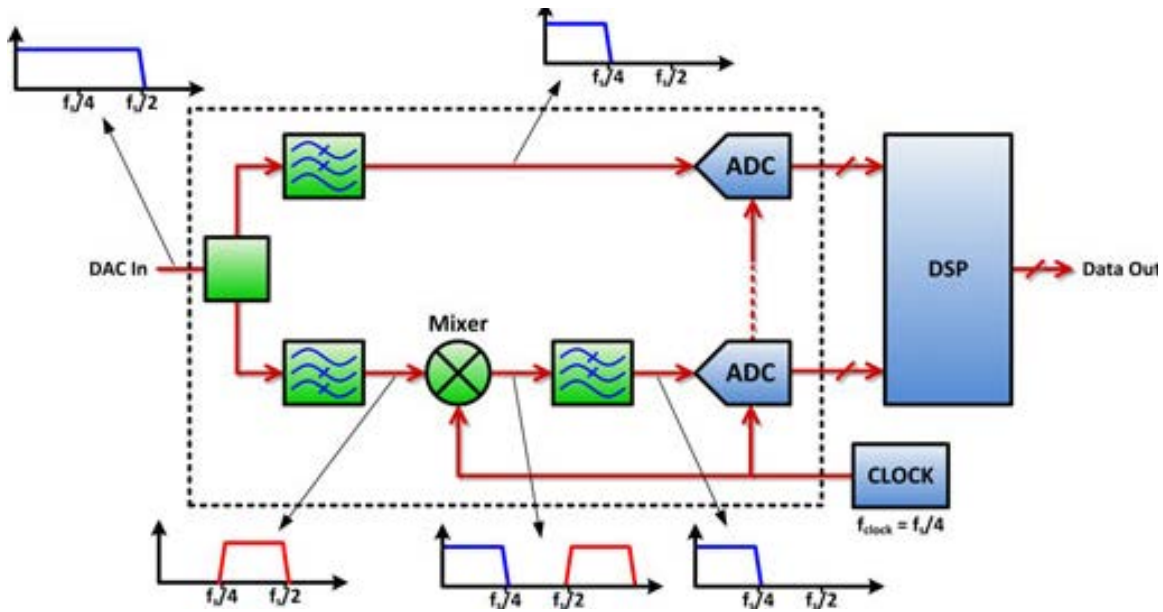 fs/4 fs/2
fs/4 fs/2
ADC
DAC In
DSP
Data Out
Mixer
ADC
CLOCK
fclock = fs/4
fs/4 fs/2
fs/4 fs/2
fs/4 fs/2